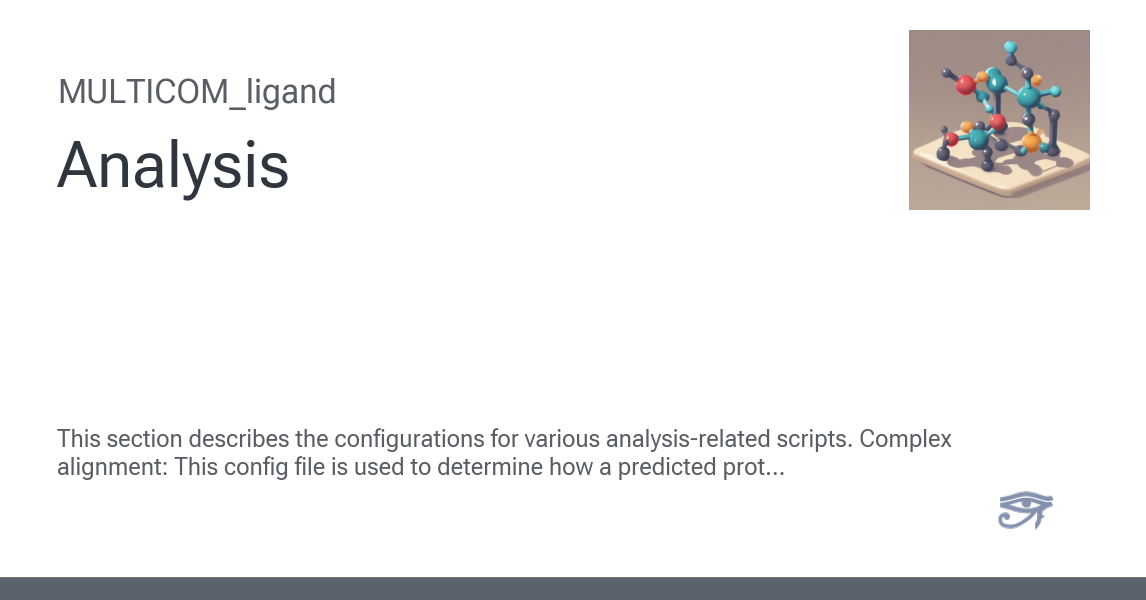 MULTICOM_ligand
Analysis
This section describes the configurations for various analysis-related scripts. Complex
alignment: This config file is used to determine how a predicted prot...